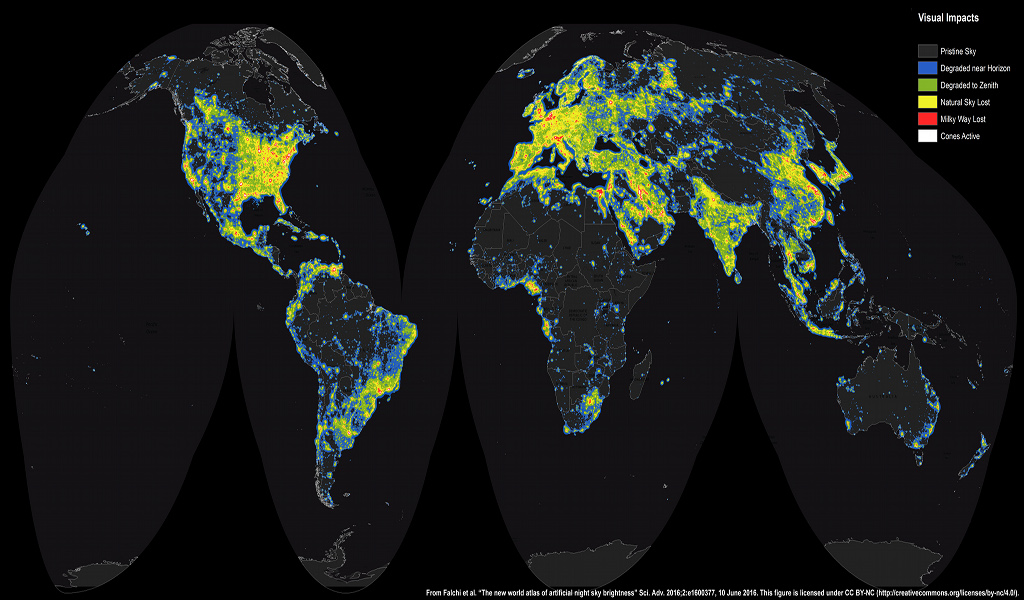 Visual Impacts
Pristine Sky
Degraded near Horizon
Degraded to Zenith
Natural Sky Lost
Milky Way Lost
Cones Active
From Falchi et al. “The new world atlas of artificial night sky brightness” Sci. Adv. 2016;2:e1600377, 10 June 2016. This figure is licensed under CC BY-NC (http://creativecommons.org/licenses/by-nc/4.0/).